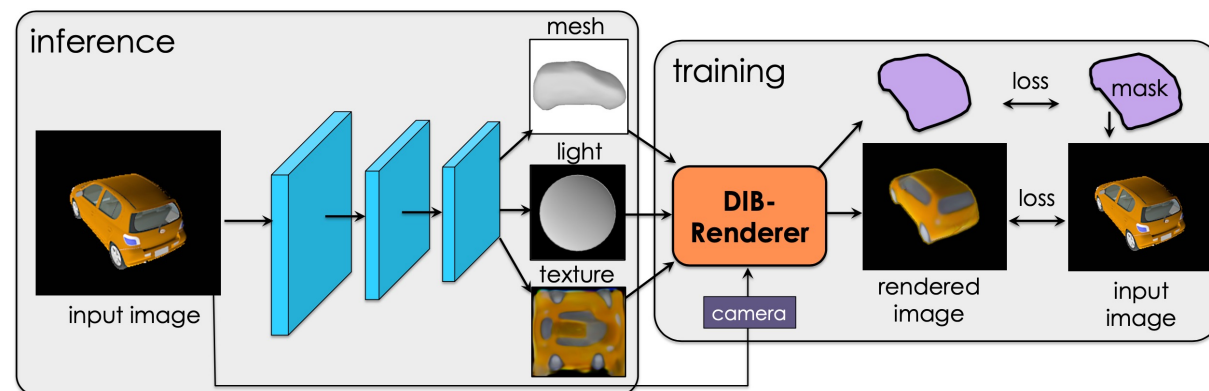 inference
input image
mesh
light
texture
training
DIB-
Renderer
camera
loss
mask
loss
rendered
image
input
image